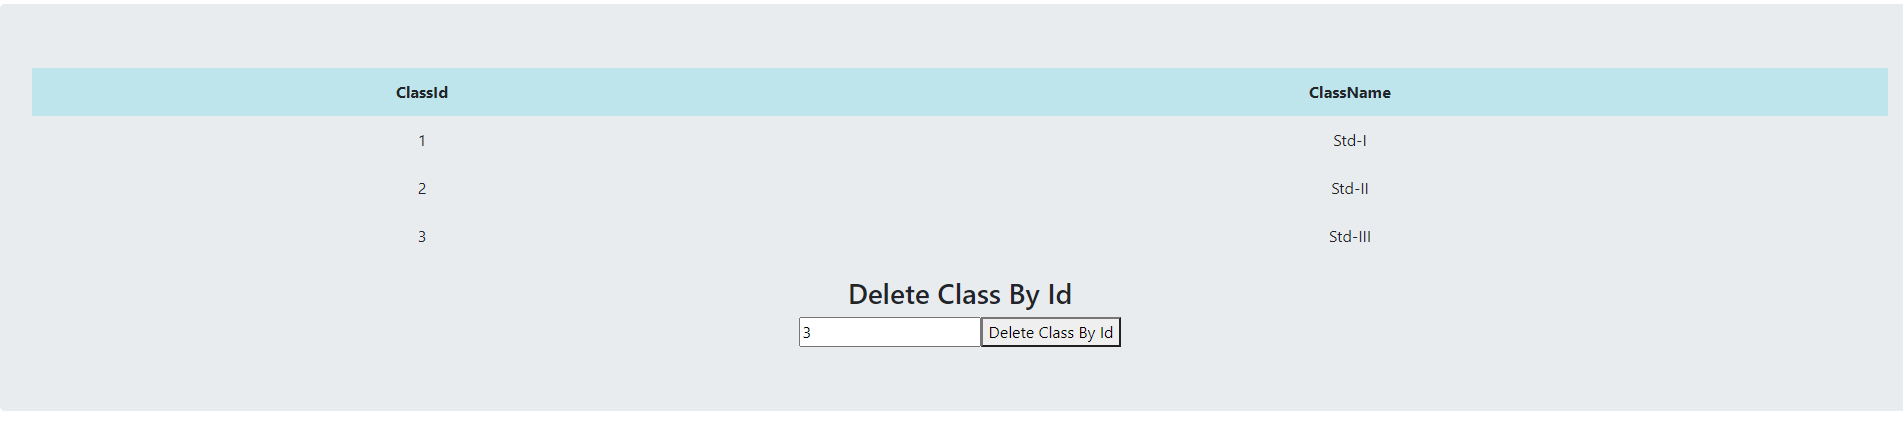 ClassId ClassName
1 Std-I
2 Std-II
3 Std-III
Delete Class By Id
3 Delete Class By Id